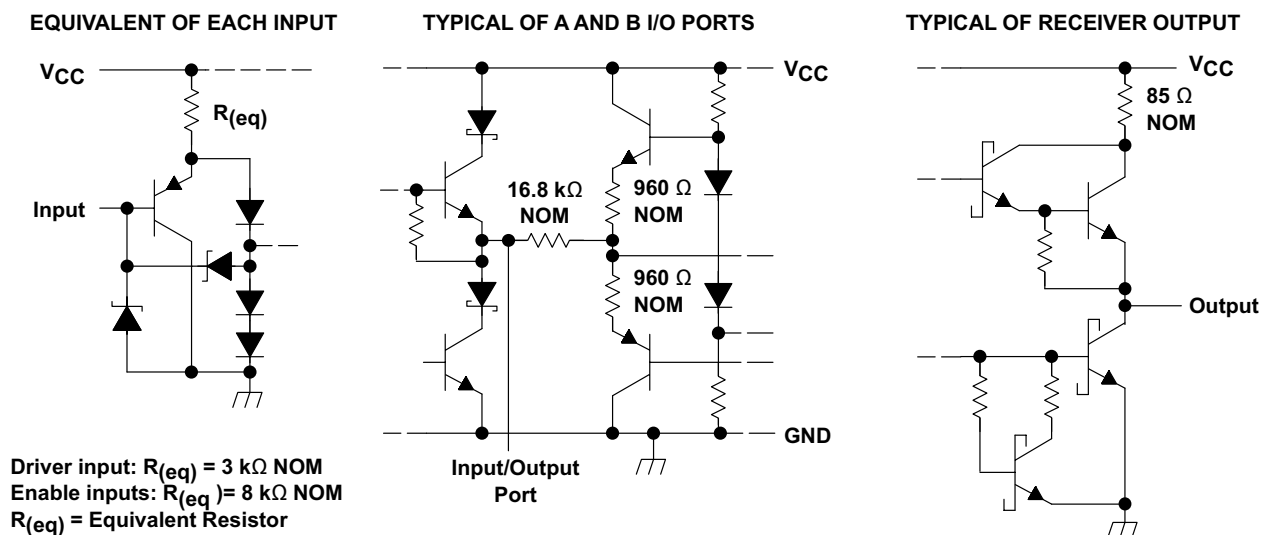 EQUIVALENT OF EACH INPUT
VCC
R(eq)
Input
Driver input: R(eq) = 3 kΩ NOM
Enable inputs: R(eq )= 8 kΩ NOM
R(eq) = Equivalent Resistor
TYPICAL OF A AND B I/O PORTS
VCC
16.8 kΩ
NOM
960 Ω
NOM
960 Ω
NOM
GND
Input/Output
Port
TYPICAL OF RECEIVER OUTPUT
VCC
85 Ω
NOM
Output